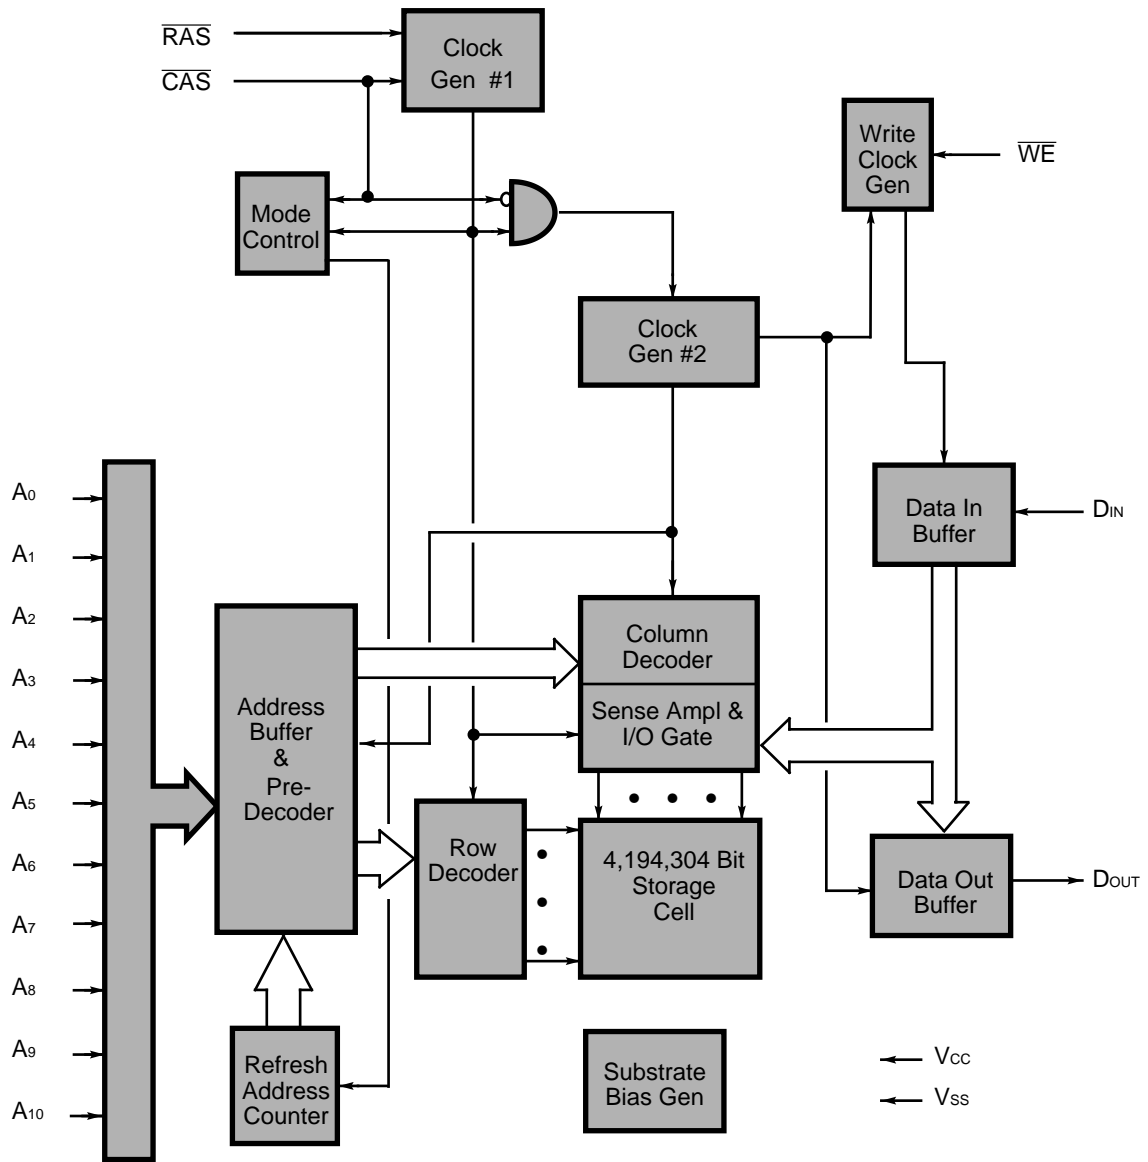 RAS
CAS
Clock
Gen #1
Write
Clock
Gen
WE
Mode
Control
Clock
Gen #2
A0
A1
A2
A3
A4
A5
A6
A7
A8
A9
A10
Data In
Buffer
DIN
Address
Buffer
&
Pre-
Decoder
Column
Decoder
Sense Ampl &
I/O Gate
Row
Decoder
4,194,304 Bit
Storage
Cell
Data Out
Buffer
DOUT
Refresh
Address
Counter
Substrate
Bias Gen
VCC
VSS